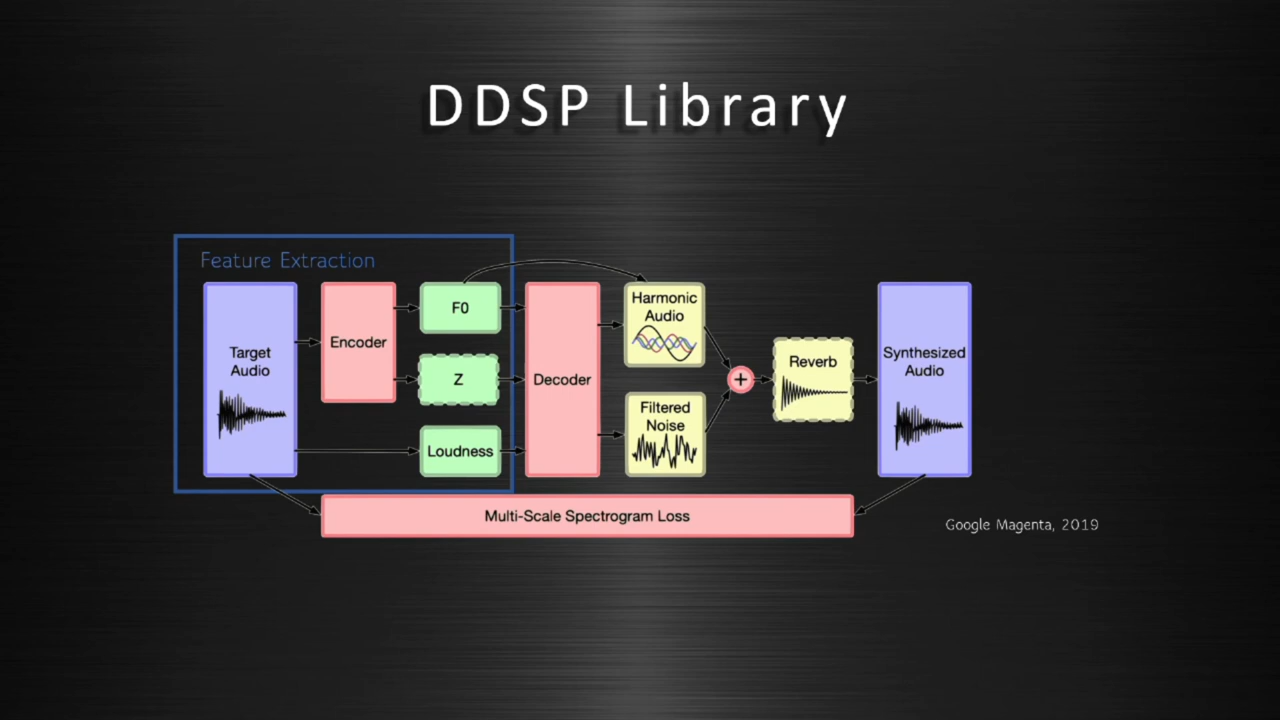 DDSP Library
Feature Extraction
Target
Audio
Encoder
F0
Z
Loudness
Decoder
Harmonic
Audio
Filtered
Noise
Reverb
Synthesized
Audio
Multi-Scale Spectrogram Loss
Google Magenta, 2019